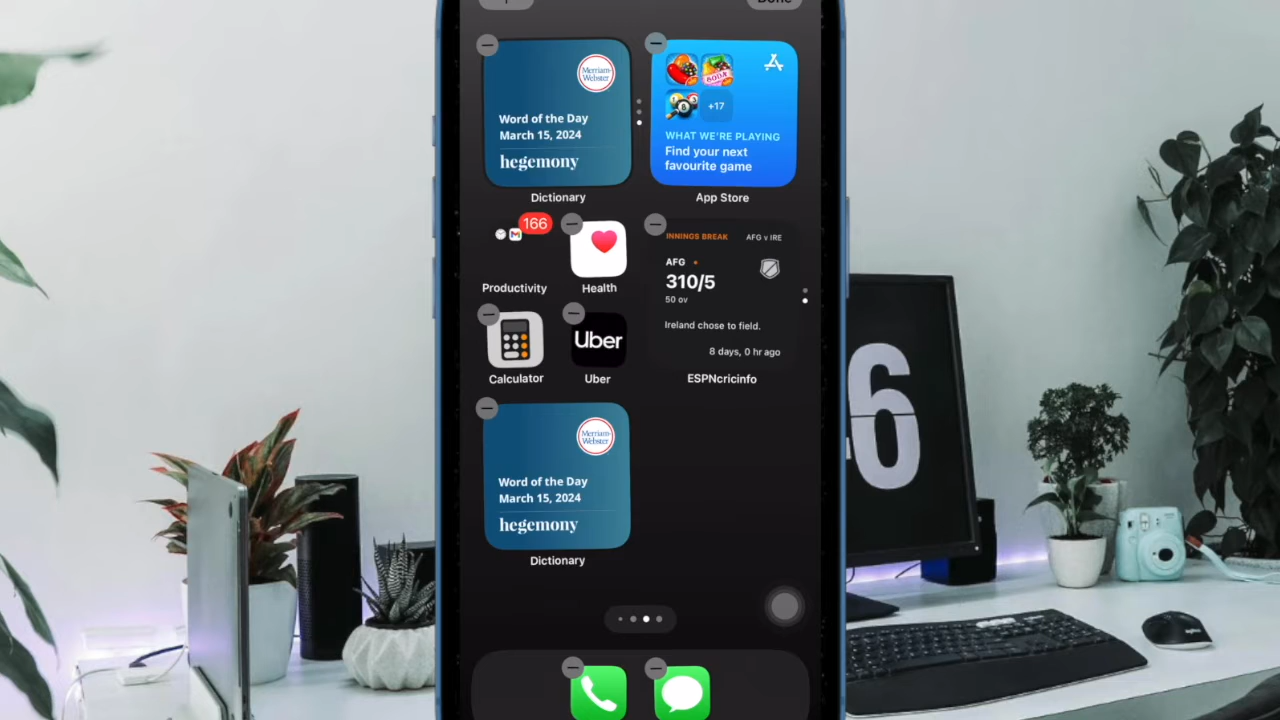 Done
Merriam-
Webster
Word of the Day
March 15, 2024
hegemony
Dictionary
+17
WHAT WE'RE PLAYING
Find your next
favourite game
App Store
166
Productivity
Health
INNINGS BREAK
AFG v IRE
AFG
310/5
50 ov
Ireland chose to field.
8 days, 0 hr ago
ESPNcricinfo
Calculator
Uber
Uber
Merriam-
Webster
Word of the Day
March 15, 2024
hegemony
Dictionary
6